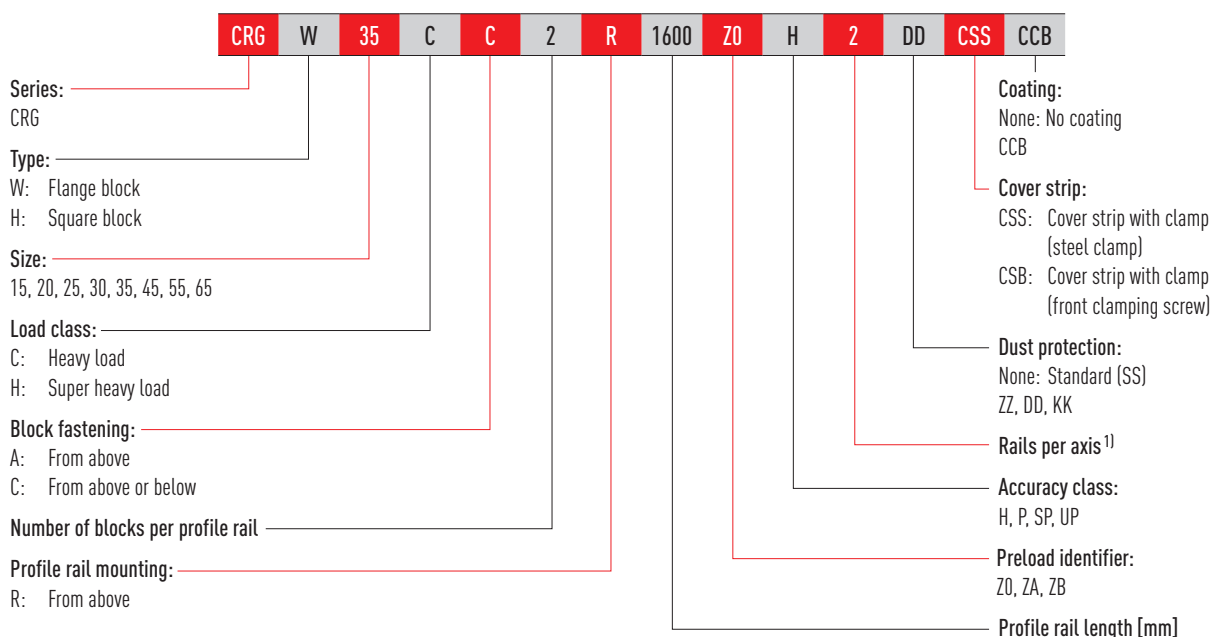 CRG W 35 C C 2 R 1600 Z0 H 2 DD CSS CCB
Series:
CRG
Type:
W: Flange block
H: Square block
Size:
15, 20, 25, 30, 35, 45, 55, 65
Load class:
C: Heavy load
H: Super heavy load
Block fastening:
A: From above
C: From above or below
Number of blocks per profile rail
Profile rail mounting:
R: From above
Coating:
None: No coating
CCB
Cover strip:
CSS: Cover strip with clamp
(steel clamp)
CSB: Cover strip with clamp
(front clamping screw)
Dust protection:
None: Standard (SS)
ZZ, DD, KK
Rails per axis 1)
Accuracy class:
H, P, SP, UP
Preload identifier:
Z0, ZA, ZB
Profile rail length [mm]